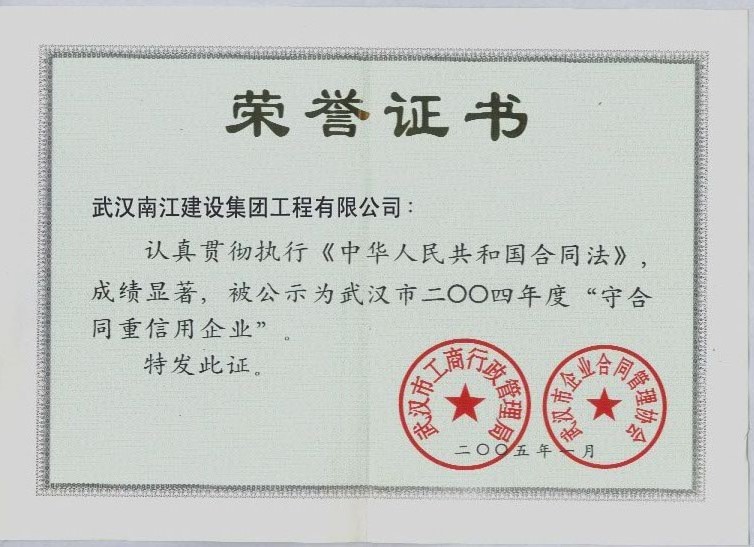 荣誉证书
武汉南江建设集团工程有限公司：
认真贯彻执行《中华人民共和国合同法》，
成绩显著，被公示为武汉市二〇〇四年度“守合
同重信用企业”。
特发此证。
武汉市工商行政管理局
武汉市企业合同管理协会
二〇〇五年一月